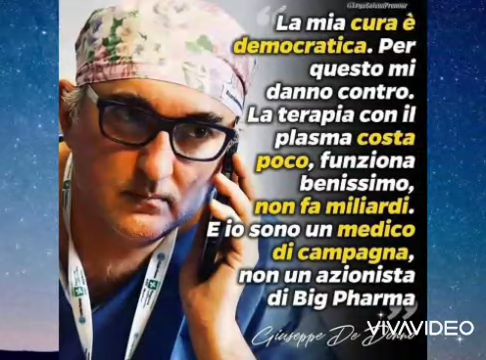 La mia cura è
democratica. Per
questo mi
danno contro.
La terapia con il
plasma costa
poco, funziona
benissimo,
non fa miliardi.
E io sono un medico
di campagna,
non un azionista
di Big Pharma
Giuseppe De
VIVAVIDEO